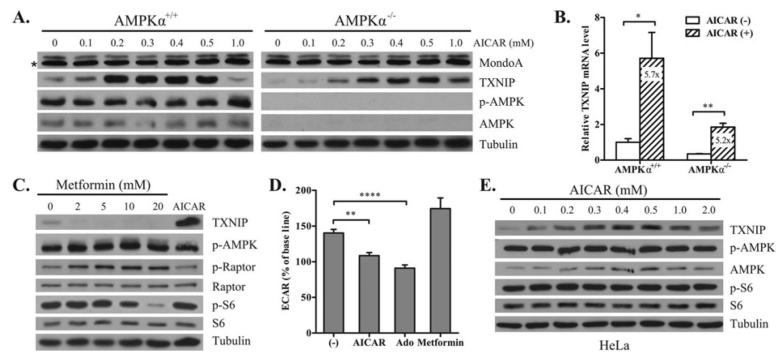 A.
AMPKα+/+
AMPKα-/-
0 0.1 0.2 0.3 0.4 0.5 1.0 0 0.1 0.2 0.3 0.4 0.5 1.0 AICAR (mM)
*
MondoA
TXNIP
p-AMPK
AMPK
Tubulin
B.
AICAR (-)
AICAR (+)
Relative TXNIP mRNA level
8
6
4
2
0
*
5.7x
**
5.2x
AMPKα+/+ AMPKα-/-
C.
Metformin (mM)
0 2 5 10 20 AICAR
TXNIP
p-AMPK
p-Raptor
Raptor
p-S6
S6
Tubulin
D.
ECAR (% of base line)
200
150
100
50
0
****
**
(-) AICAR Ado Metformin
E.
AICAR (mM)
0 0.1 0.2 0.3 0.4 0.5 1.0 2.0
TXNIP
p-AMPK
AMPK
p-S6
S6
Tubulin
HeLa